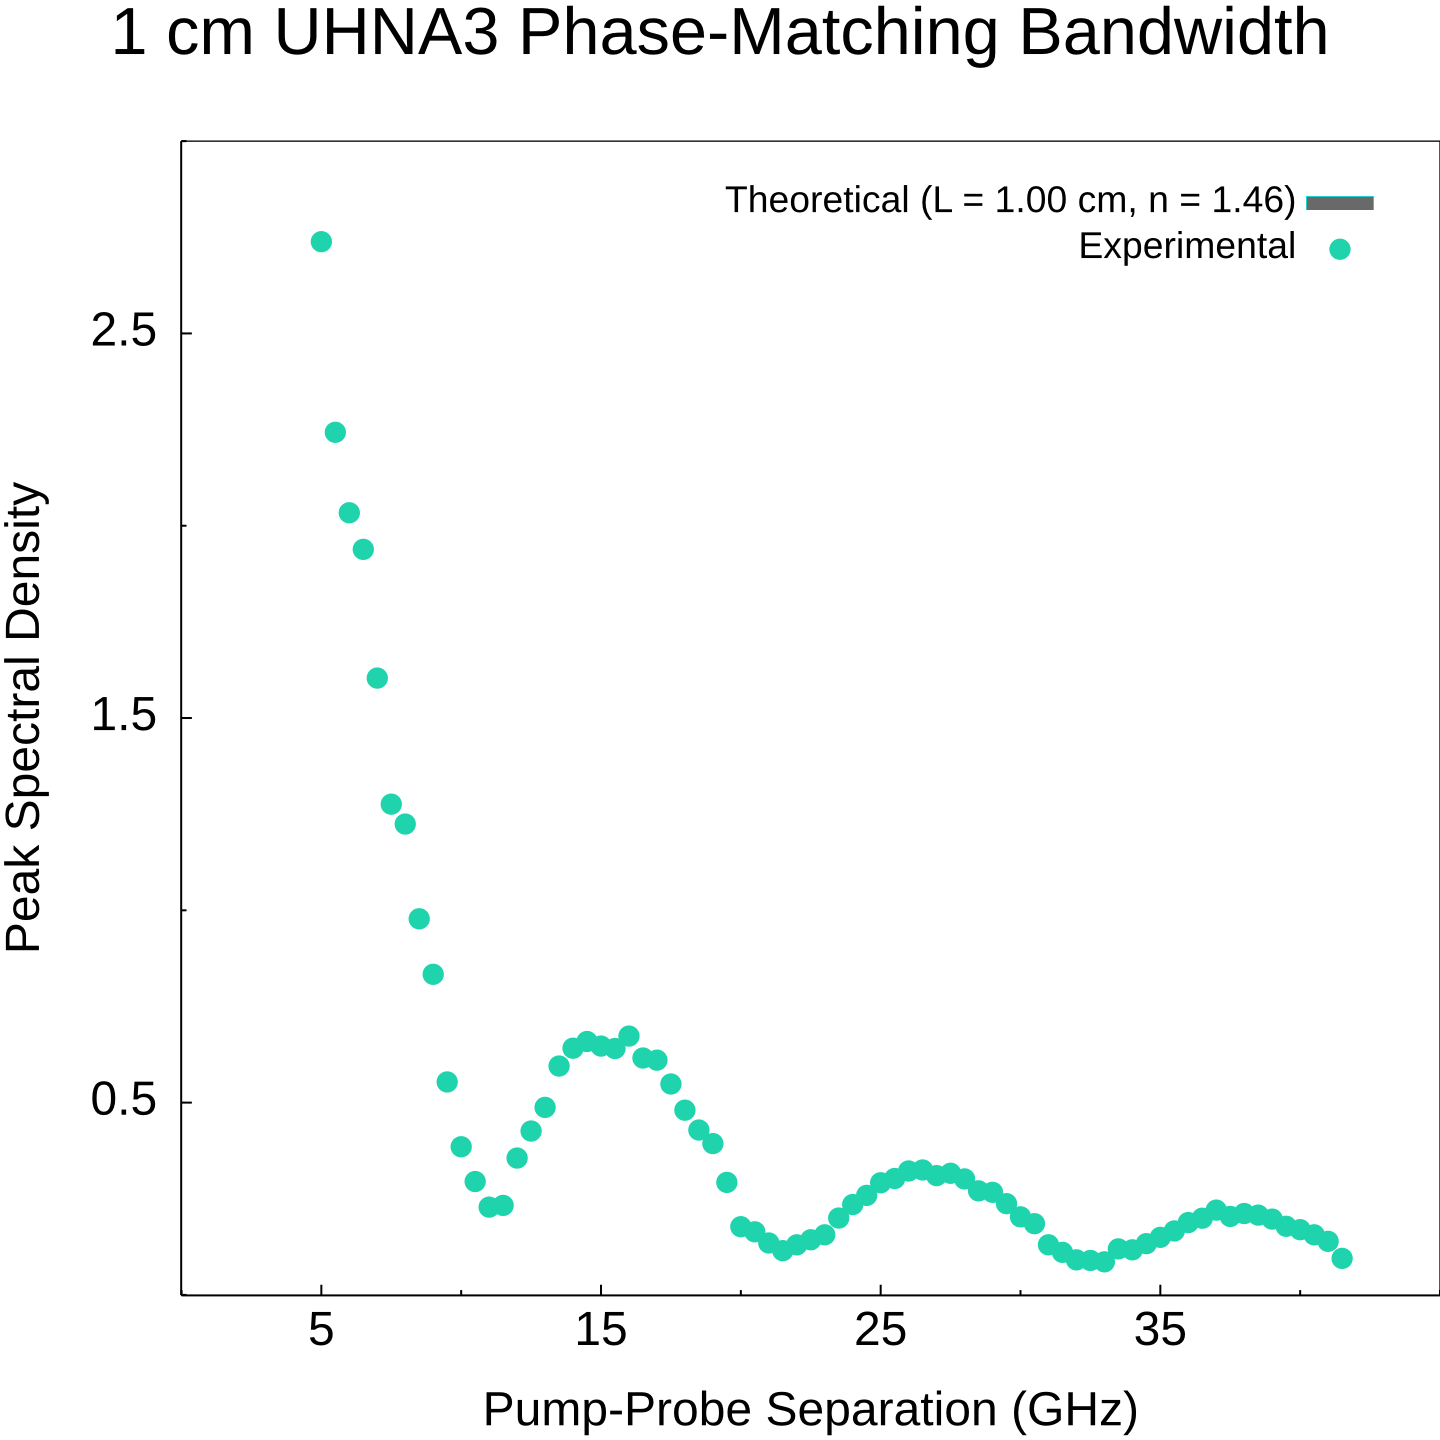 1 cm UHNA3 Phase-Matching Bandwidth
Theoretical (L = 1.00 cm, n = 1.46)
Experimental
2.5
1.5
0.5
Peak Spectral Density
5 15 25 35
Pump-Probe Separation (GHz)